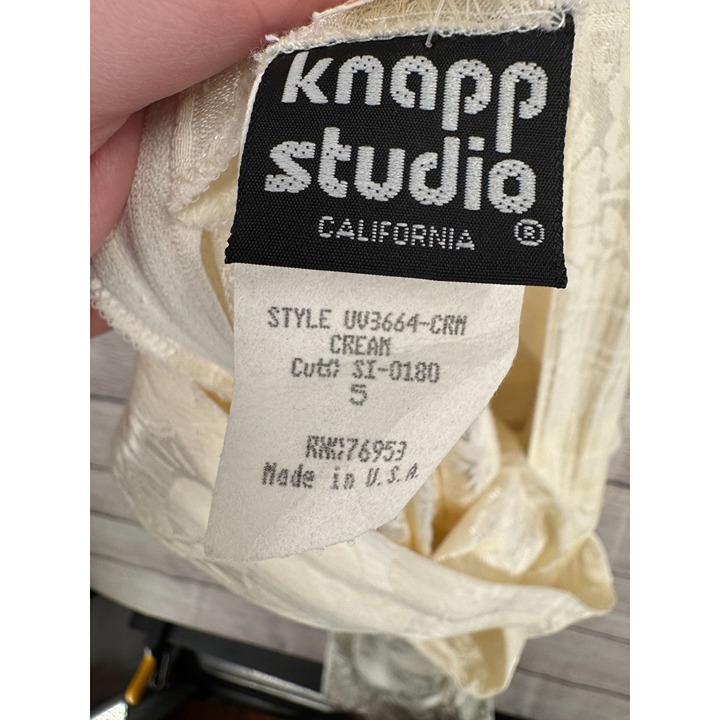 knapp
studio
CALIFORNIA ®
STYLE UV3664-CRM
CREAM
Cut: SI-0180
5
RN:76953
Made in U.S.A.